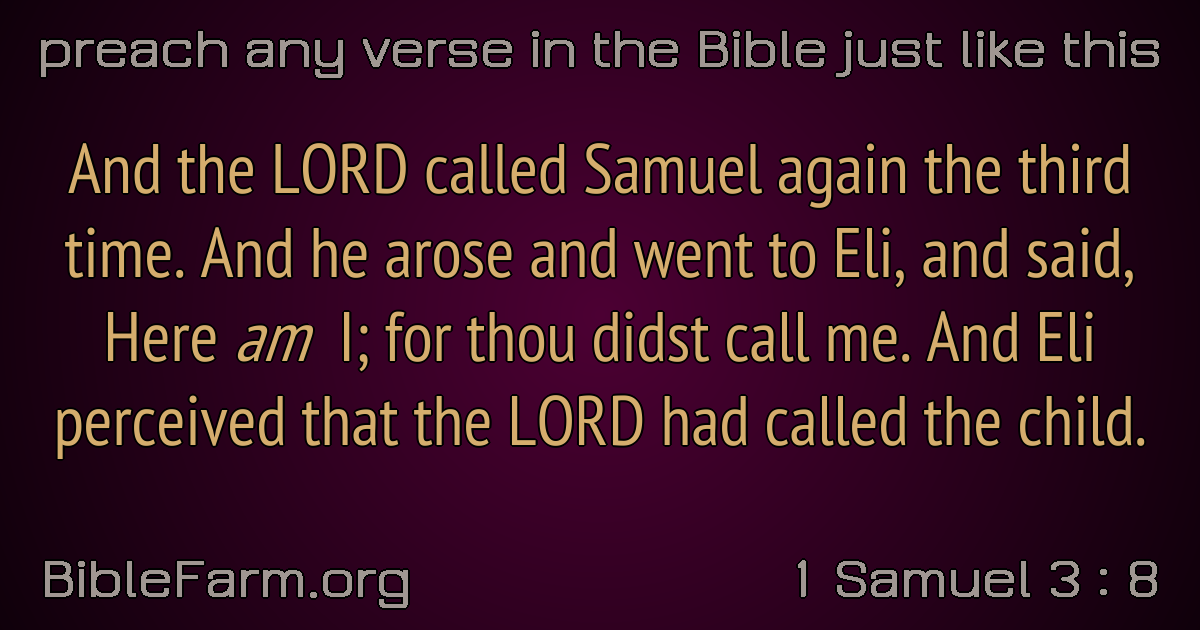 preach any verse in the Bible just like this
And the LORD called Samuel again the third
time. And he arose and went to Eli, and said,
Here am I; for thou didst call me. And Eli
perceived that the LORD had called the child.
BibleFarm.org
1 Samuel 3 : 8